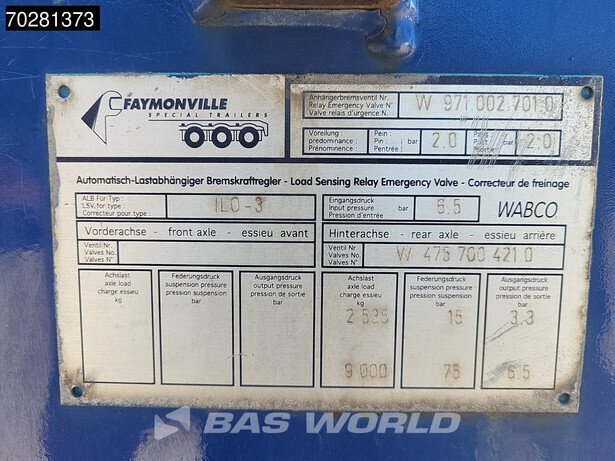 70281373
FAYMONVILLE
SPECIAL TRAILERS
Anhängerbremsventil Nr.
Relay Emergency Valve N°
Valve relais d'urgence N.
W 971 002 701 0
Voreilung :
predominance :
Prénominence :
Pein :
Pin :
Pentrée :
bar
2.0
bar
2.0
Automatisch-Lastabhängiger Bremskraftregler - Load Sensing Relay Emergency Valve - Correcteur de freinage
ALB Für Typ :
LSV, for type :
Correcteur pour type :
ILO-3
Eingangsdruck
Input pressure
Pression d'entrée
bar
6.5
WABCO
Vorderachse - front axle - essieu avant
Hinterachse - rear axle - essieu arrière
Ventil Nr.
Valves No.
Valves N°
Ventil Nr.
Valves No.
Valves N°
W 475 700 421 0
Achslast
axle load
charge essieu
kg
Federungsdruck
suspension pressure
pression suspension
bar
Ausgangsdruck
output pressure
pression de sortie
bar
Achslast
axle load
charge essieu
kg
Federungsdruck
suspension pressure
pression suspension
bar
Ausgangsdruck
output pressure
pression de sortie
bar
2 535 15 3.3
9 000 75 6.5
BAS WORLD